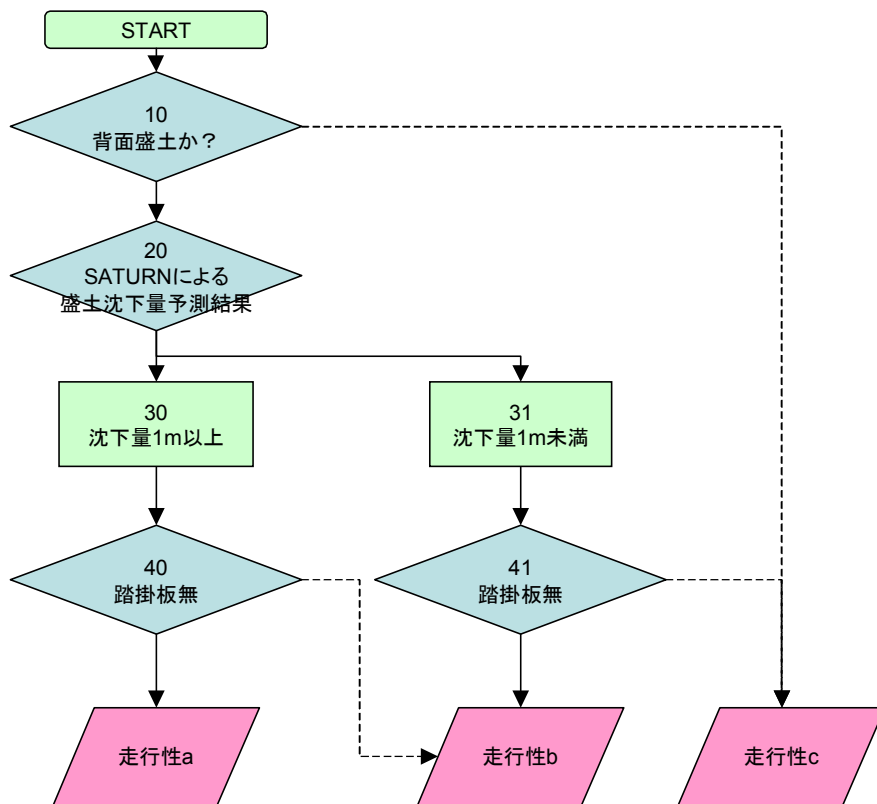 START
10
背面盛土か？
20
SATURNによる
盛土沈下量予測結果
30
沈下量1m以上
31
沈下量1m未満
40
踏掛板無
41
踏掛板無
走行性a
走行性b
走行性c